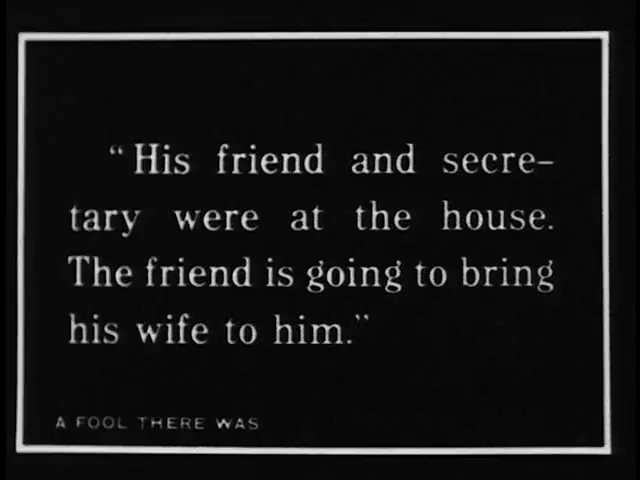 “His friend and secre-
tary were at the house.
The friend is going to bring
his wife to him.”
A FOOL THERE WAS